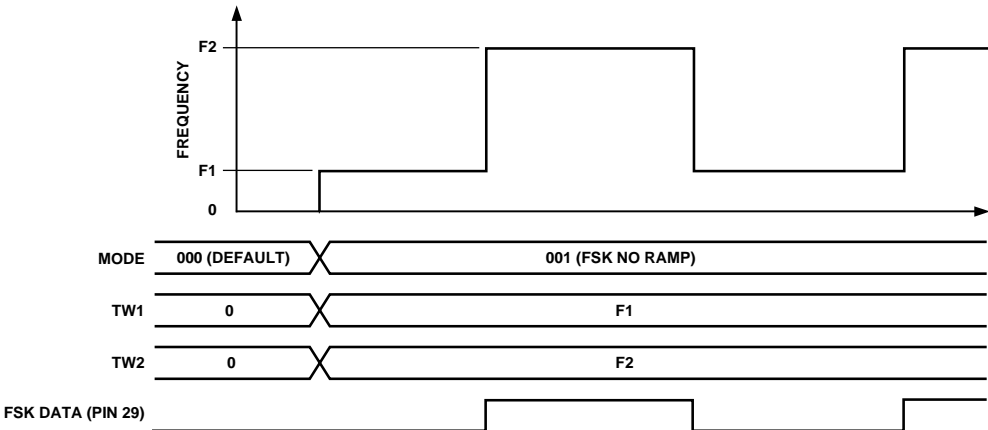 F2
FREQUENCY
F1
0
MODE 000 (DEFAULT) 001 (FSK NO RAMP)
TW1 0 F1
TW2 0 F2
FSK DATA (PIN 29)